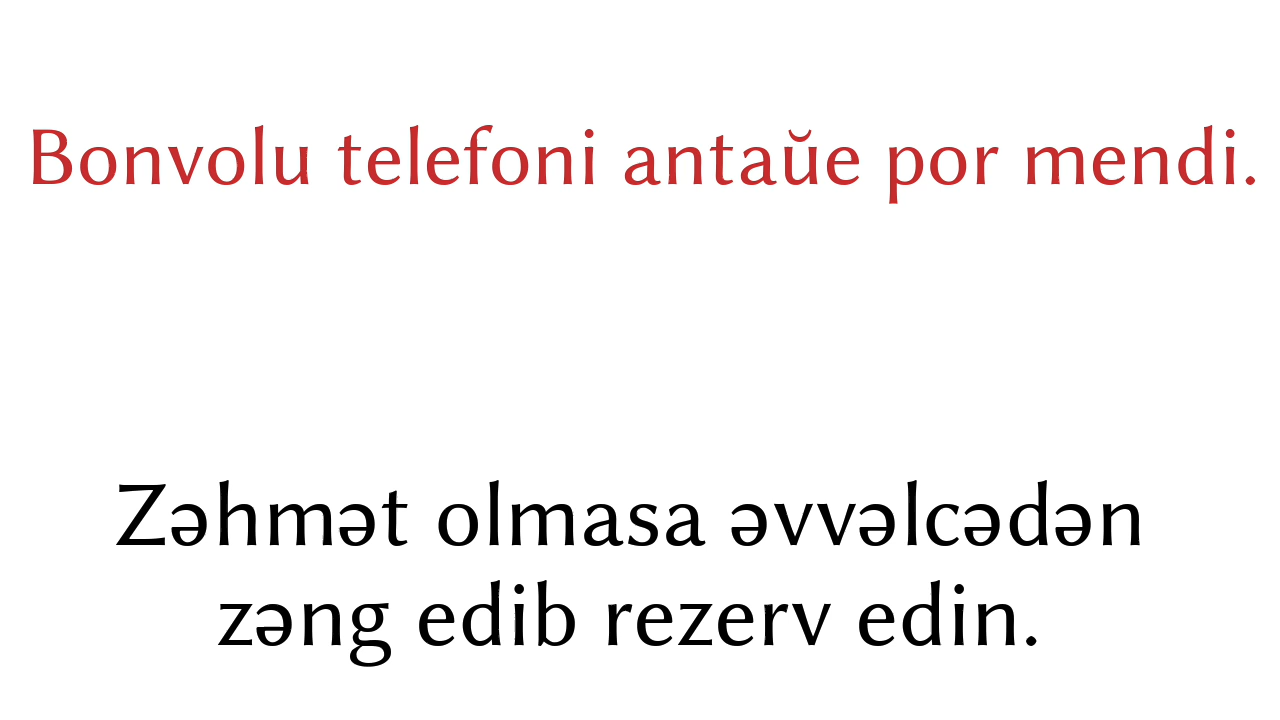 Bonvolu telefoni antaŭe por mendi.
Zəhmət olmasa əvvəlcədən
zəng edib rezerv edin.